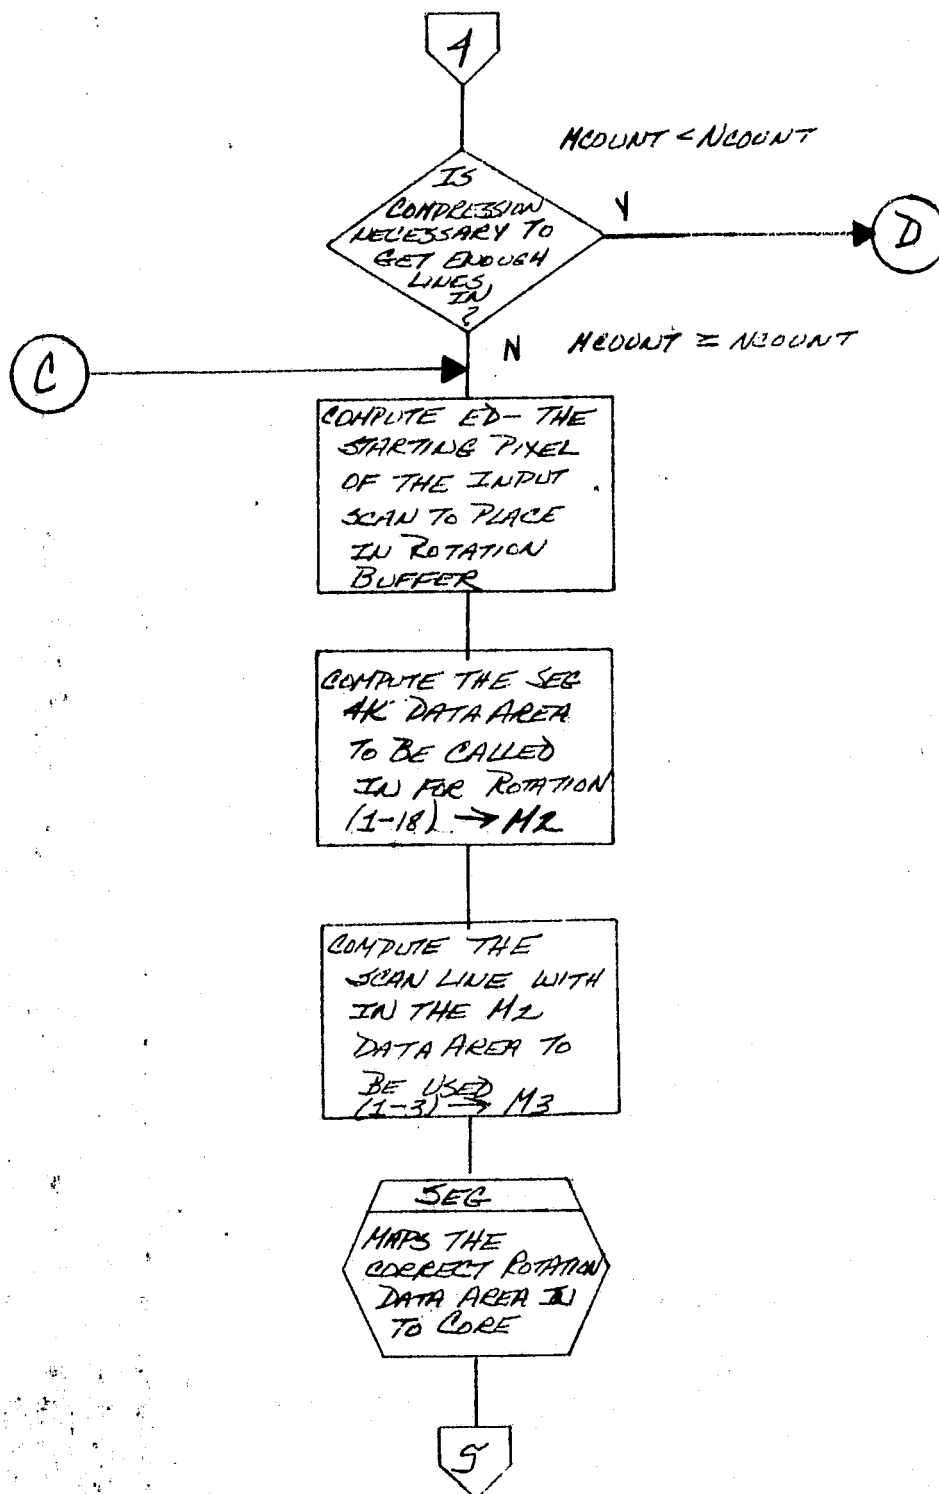 4
MCOUNT < NCOUNT
IS
COMPRESSION
NECESSARY TO
GET ENOUGH
LINES
IN
?
Y
D
N
MCOUNT = NCOUNT
C
COMPUTE ED- THE
STARTING PIXEL
OF THE INPUT
SCAN TO PLACE
IN ROTATION
BUFFER
COMPUTE THE SEG
4K DATA AREA
TO BE CALLED
IN FOR ROTATION
(1-18) → M2
COMPUTE THE
SCAN LINE WITH
IN THE M2
DATA AREA TO
BE USED
(1-3) → M3
SEG
MAPS THE
CORRECT ROTATION
DATA AREA IN
TO CORE
5